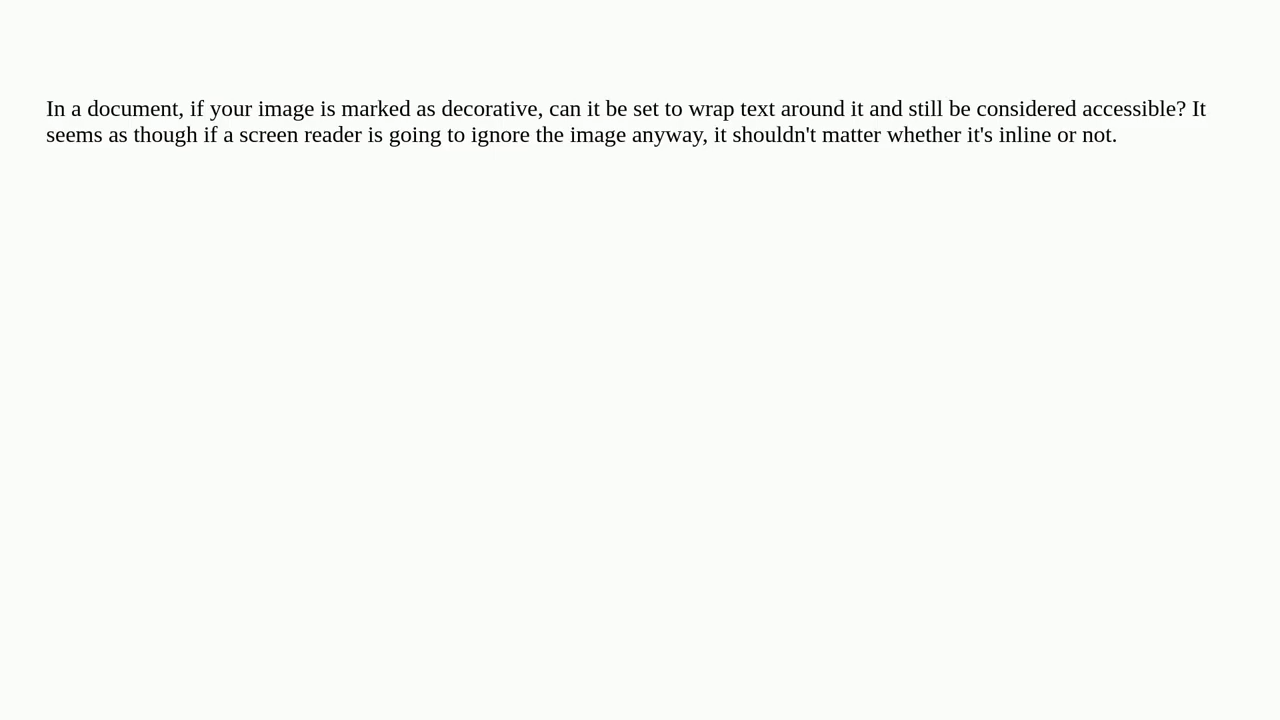 In a document, if your image is marked as decorative, can it be set to wrap text around it and still be considered accessible? It
seems as though if a screen reader is going to ignore the image anyway, it shouldn't matter whether it's inline or not.